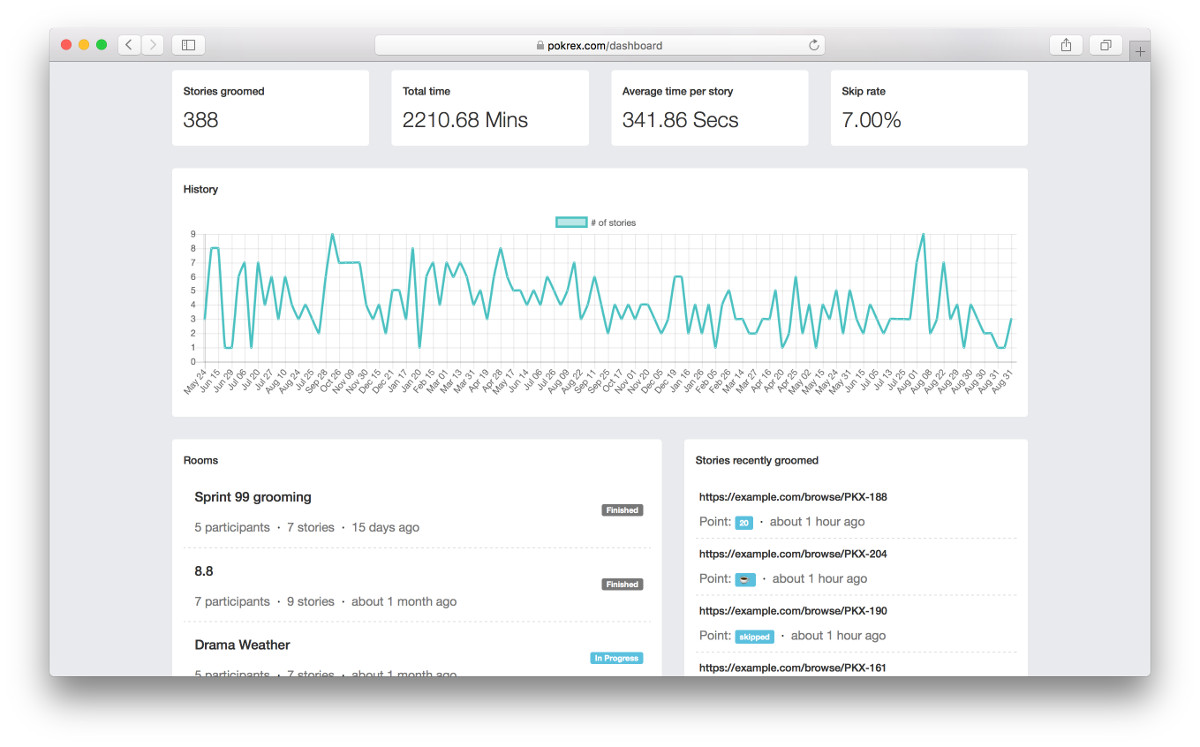 pokrex.com/dashboard
Stories groomed
388
Total time
2210.68 Mins
Average time per story
341.86 Secs
Skip rate
7.00%
History
# of stories
9
8
7
6
5
4
3
2
1
0
May 24 Jun 15 Jun 29 Jul 06 Jul 20 Jul 27 Aug 10 Aug 24 Jul 25 Sep 28 Oct 26 Nov 09 Nov 30 Dec 15 Dec 21 Jan 17 Jan 20 Feb 15 Mar 01 Mar 13 Mar 31 Apr 19 Apr 28 May 17 Jun 14 Jul 06 Jul 26 Aug 09 Aug 22 Sep 11 Sep 25 Oct 17 Nov 01 Nov 20 Dec 05 Dec 19 Jan 16 Jan 26 Feb 05 Feb 26 Mar 14 Mar 27 Apr 16 Apr 20 Apr 25 May 02 May 15 May 24 May 31 Jun 15 Jul 05 Jul 13 Jul 25 Aug 01 Aug 08 Aug 22 Aug 29 Aug 30 Aug 30 Aug 31 Aug 31
Rooms
Sprint 99 grooming
Finished
5 participants · 7 stories · 15 days ago
8.8
Finished
7 participants · 9 stories · about 1 month ago
Drama Weather
In Progress
5 participants · 7 stories · about 1 month ago
Stories recently groomed
https://example.com/browse/PKX-188
Point: 20 · about 1 hour ago
https://example.com/browse/PKX-204
Point: ☕ · about 1 hour ago
https://example.com/browse/PKX-190
Point: skipped · about 1 hour ago
https://example.com/browse/PKX-161